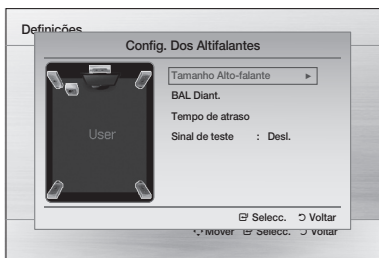 Definições
Config. Dos Altifalantes
Tamanho Alto-falante ►
BAL Diant.
Tempo de atraso
Sinal de teste : Desl.
User
Selecc. Voltar
Mover Selecc. Voltar